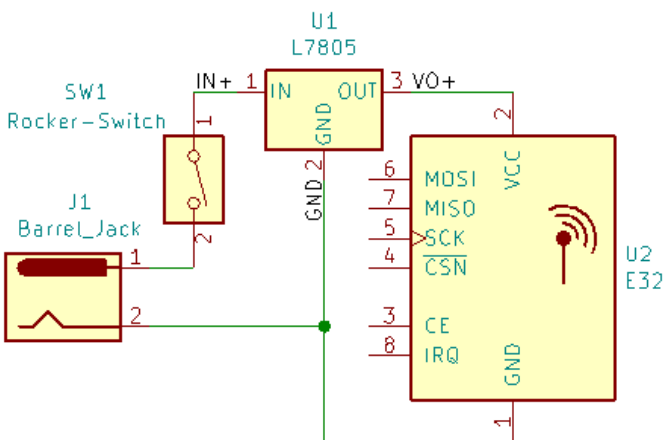 U1
L7805
SW1
Rocker-Switch
IN+
1
IN
OUT
3
VO+
GND
2
GND
1
2
J1
Barrel_Jack
1
2
2
VCC
6
MOSI
7
MISO
5
SCK
4
CSN
3
CE
8
IRQ
GND
1
U2
E32